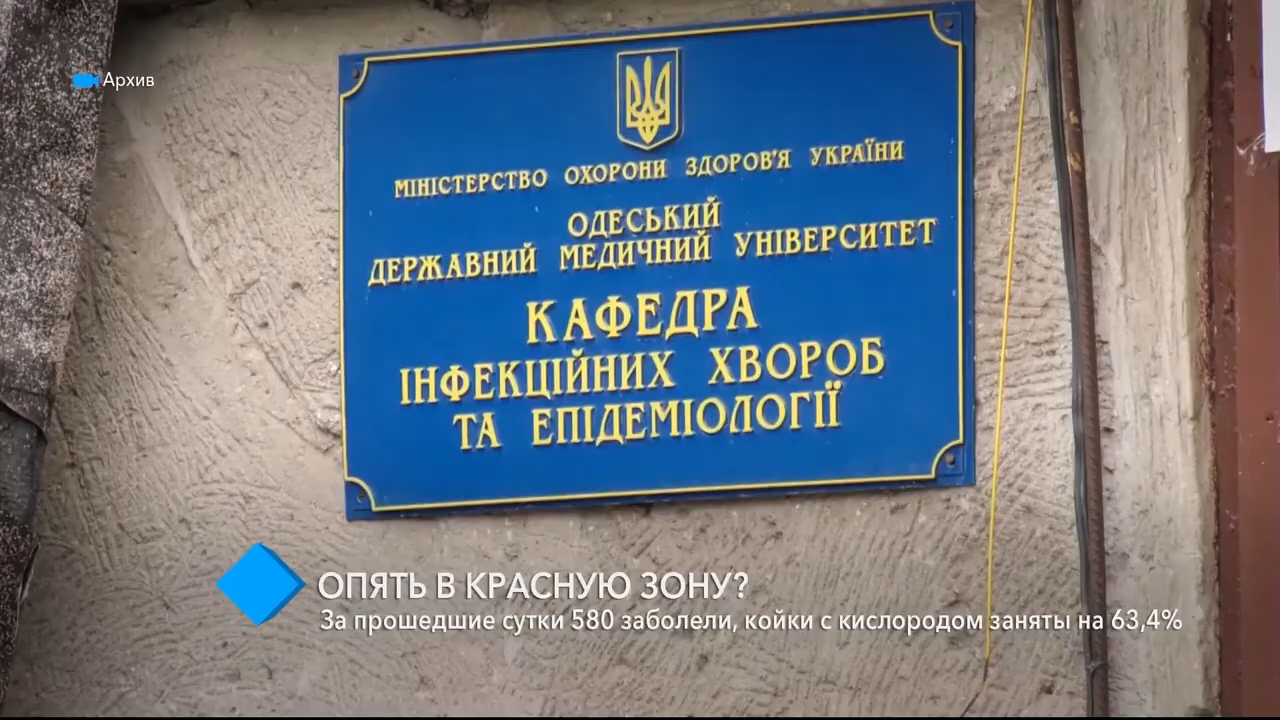 Архив
МІНІСТЕРСТВО ОХОРОНИ ЗДОРОВ'Я УКРАЇНИ
ОДЕСЬКИЙ
ДЕРЖАВНИЙ МЕДИЧНИЙ УНІВЕРСИТЕТ
КАФЕДРА
ІНФЕКЦІЙНИХ ХВОРОБ
ТА ЕПІДЕМІОЛОГІЇ
ОПЯТЬ В КРАСНУЮ ЗОНУ?
За прошедшие сутки 580 заболели, койки с кислородом заняты на 63,4%